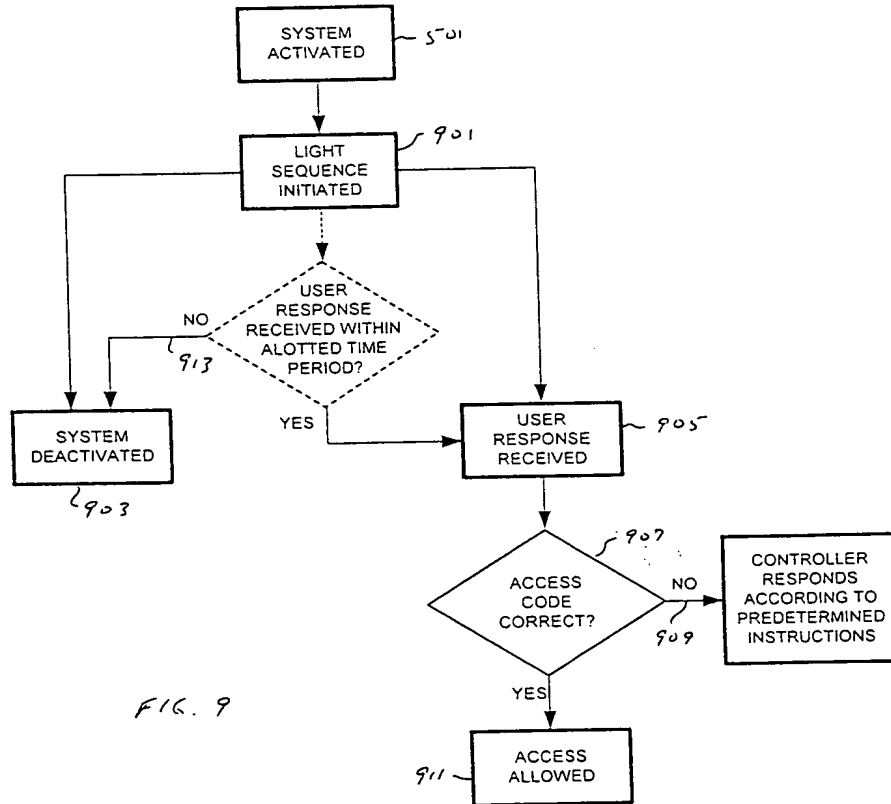 SYSTEM
ACTIVATED
501
LIGHT
SEQUENCE
INITIATED
901
USER
RESPONSE
RECEIVED WITHIN
ALOTTED TIME
PERIOD?
NO
913
YES
SYSTEM
DEACTIVATED
903
USER
RESPONSE
RECEIVED
905
ACCESS
CODE
CORRECT?
907
NO
909
CONTROLLER
RESPONDS
ACCORDING TO
PREDETERMINED
INSTRUCTIONS
YES
ACCESS
ALLOWED
911
FIG. 9